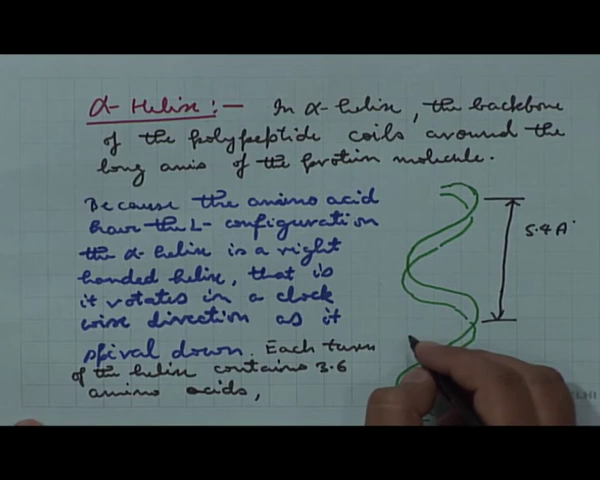 α- Helix :- In α-helix, the backbone
of the polypeptide coils around the
long axis of the protein molecule.
Because the amino acid
have the L- configuration
the α-helix is a right
handed helix, that is
it rotates in a clock
wise direction as it
spiral down. Each turn
of the helix contains 3.6
amino acids,
5.4 A°